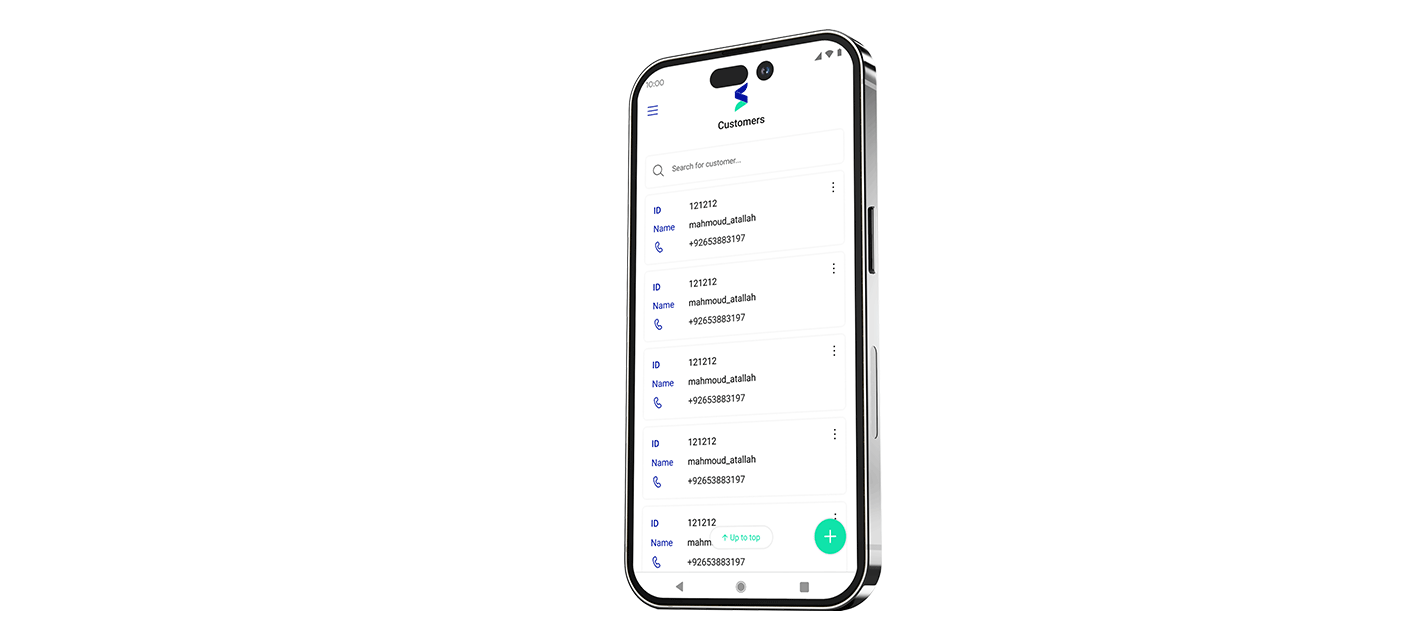 10:00
Customers
Search for customer...
ID 121212
Name mahmoud_atallah
+92653883197
ID 121212
Name mahmoud_atallah
+92653883197
ID 121212
Name mahmoud_atallah
+92653883197
ID 121212
Name mahmoud_atallah
+92653883197
ID 121212
Name mahm.
↑ Up to top
+92653883197